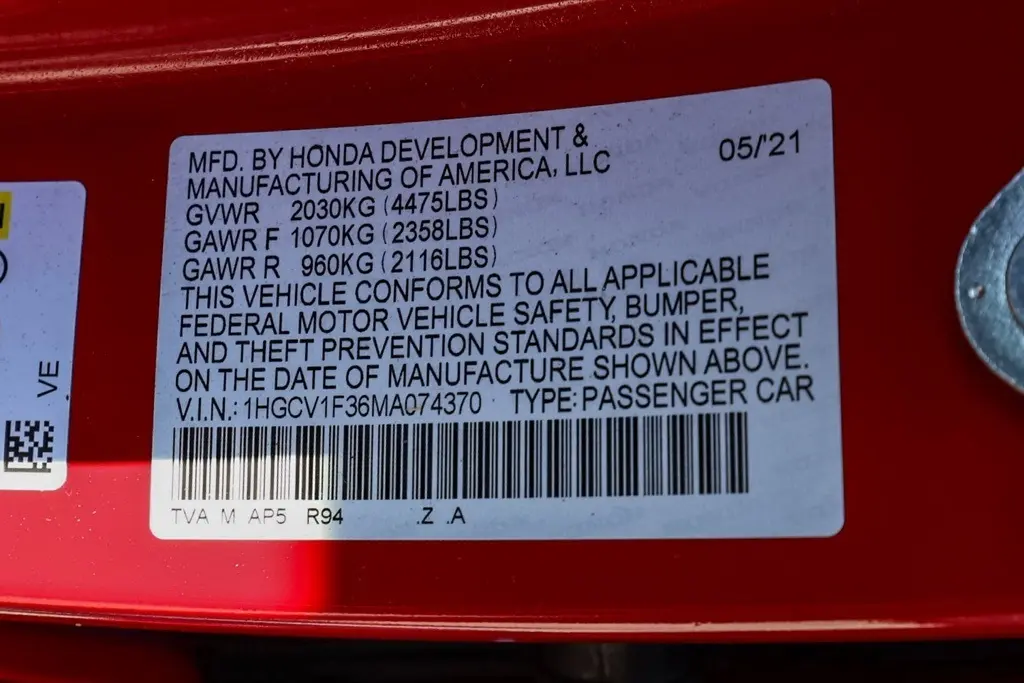 MFD. BY HONDA DEVELOPMENT &
MANUFACTURING OF AMERICA, LLC
05/'21
GVWR 2030KG (4475LBS)
GAWR F 1070KG (2358LBS)
GAWR R 960KG (2116LBS)
THIS VEHICLE CONFORMS TO ALL APPLICABLE
FEDERAL MOTOR VEHICLE SAFETY, BUMPER,
AND THEFT PREVENTION STANDARDS IN EFFECT
ON THE DATE OF MANUFACTURE SHOWN ABOVE.
V.I.N.: 1HGCV1F36MA074370 TYPE: PASSENGER CAR
TVA M AP5 R94 .Z .A
VE